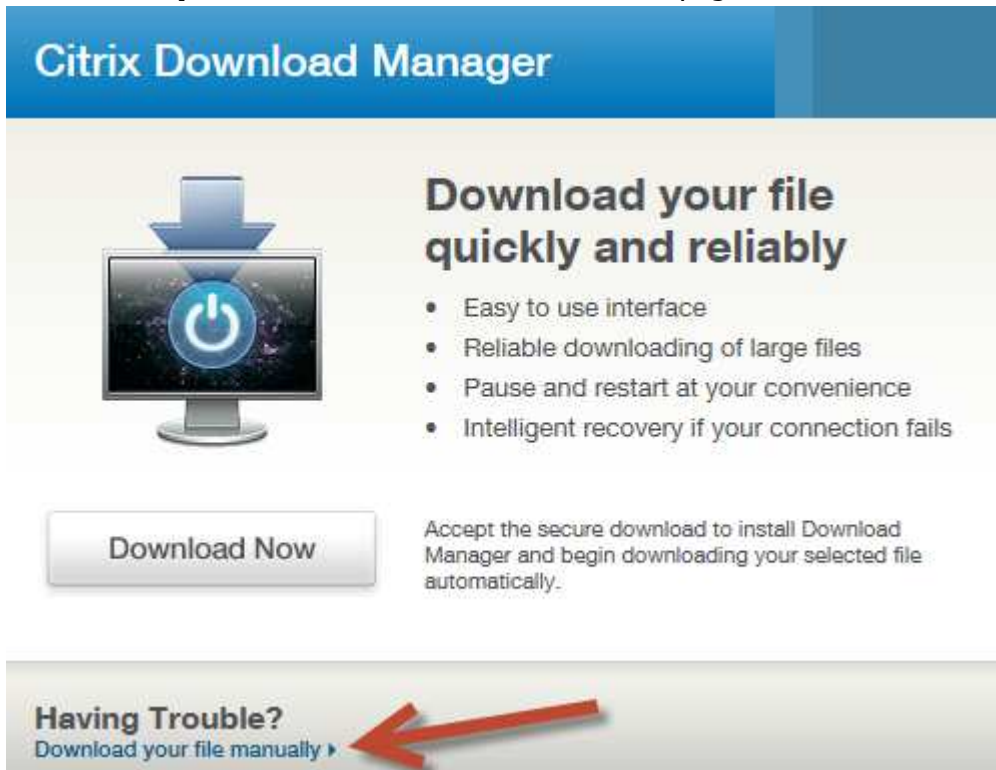 Citrix Download Manager
Download your file
quickly and reliably
• Easy to use interface
• Reliable downloading of large files
• Pause and restart at your convenience
• Intelligent recovery if your connection fails
Download Now
Accept the secure download to install Download
Manager and begin downloading your selected file
automatically.
Having Trouble?
Download your file manually